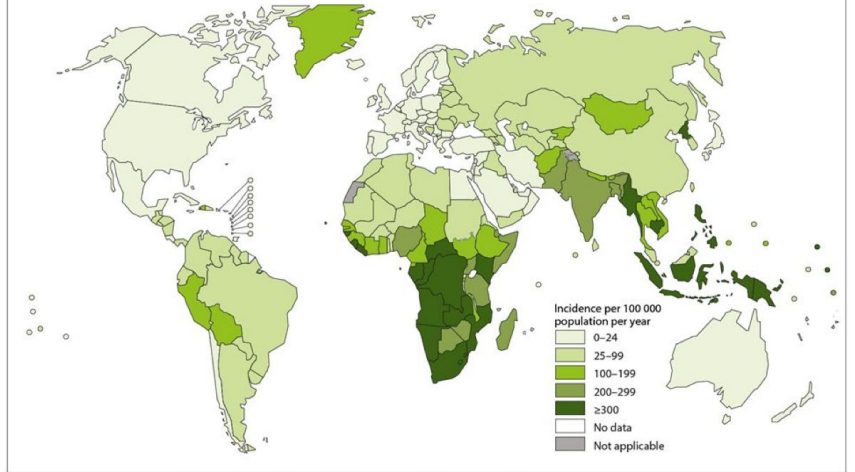 Incidence per 100 000
population per year
0–24
25–99
100–199
200–299
≥300
No data
Not applicable